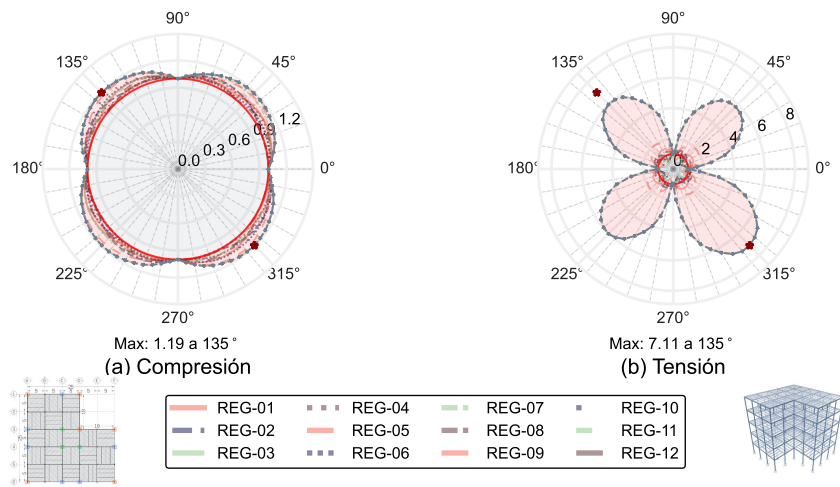 90°
135°
45°
180°
0°
0.0
0.3
0.6
0.9
1.2
225°
315°
270°
Max: 1.19 a 135°
(a) Compresión
90°
135°
45°
180°
0°
0
2
4
6
8
225°
315°
270°
Max: 7.11 a 135°
(b) Tensión
REG-01
REG-04
REG-07
REG-10
REG-02
REG-05
REG-08
REG-11
REG-03
REG-06
REG-09
REG-12